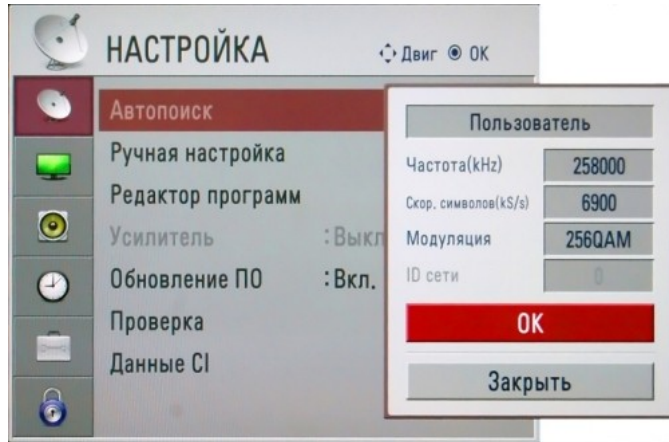 НАСТРОЙКА
Двиг OK
Автопоиск
Ручная настройка
Редактор программ
Усилитель :Выкл
Обновление ПО :Вкл.
Проверка
Данные CI
Пользователь
Частота(kHz) 258000
Скор. символов(kS/s) 6900
Модуляция 256QAM
ID сети 0
OK
Закрыть